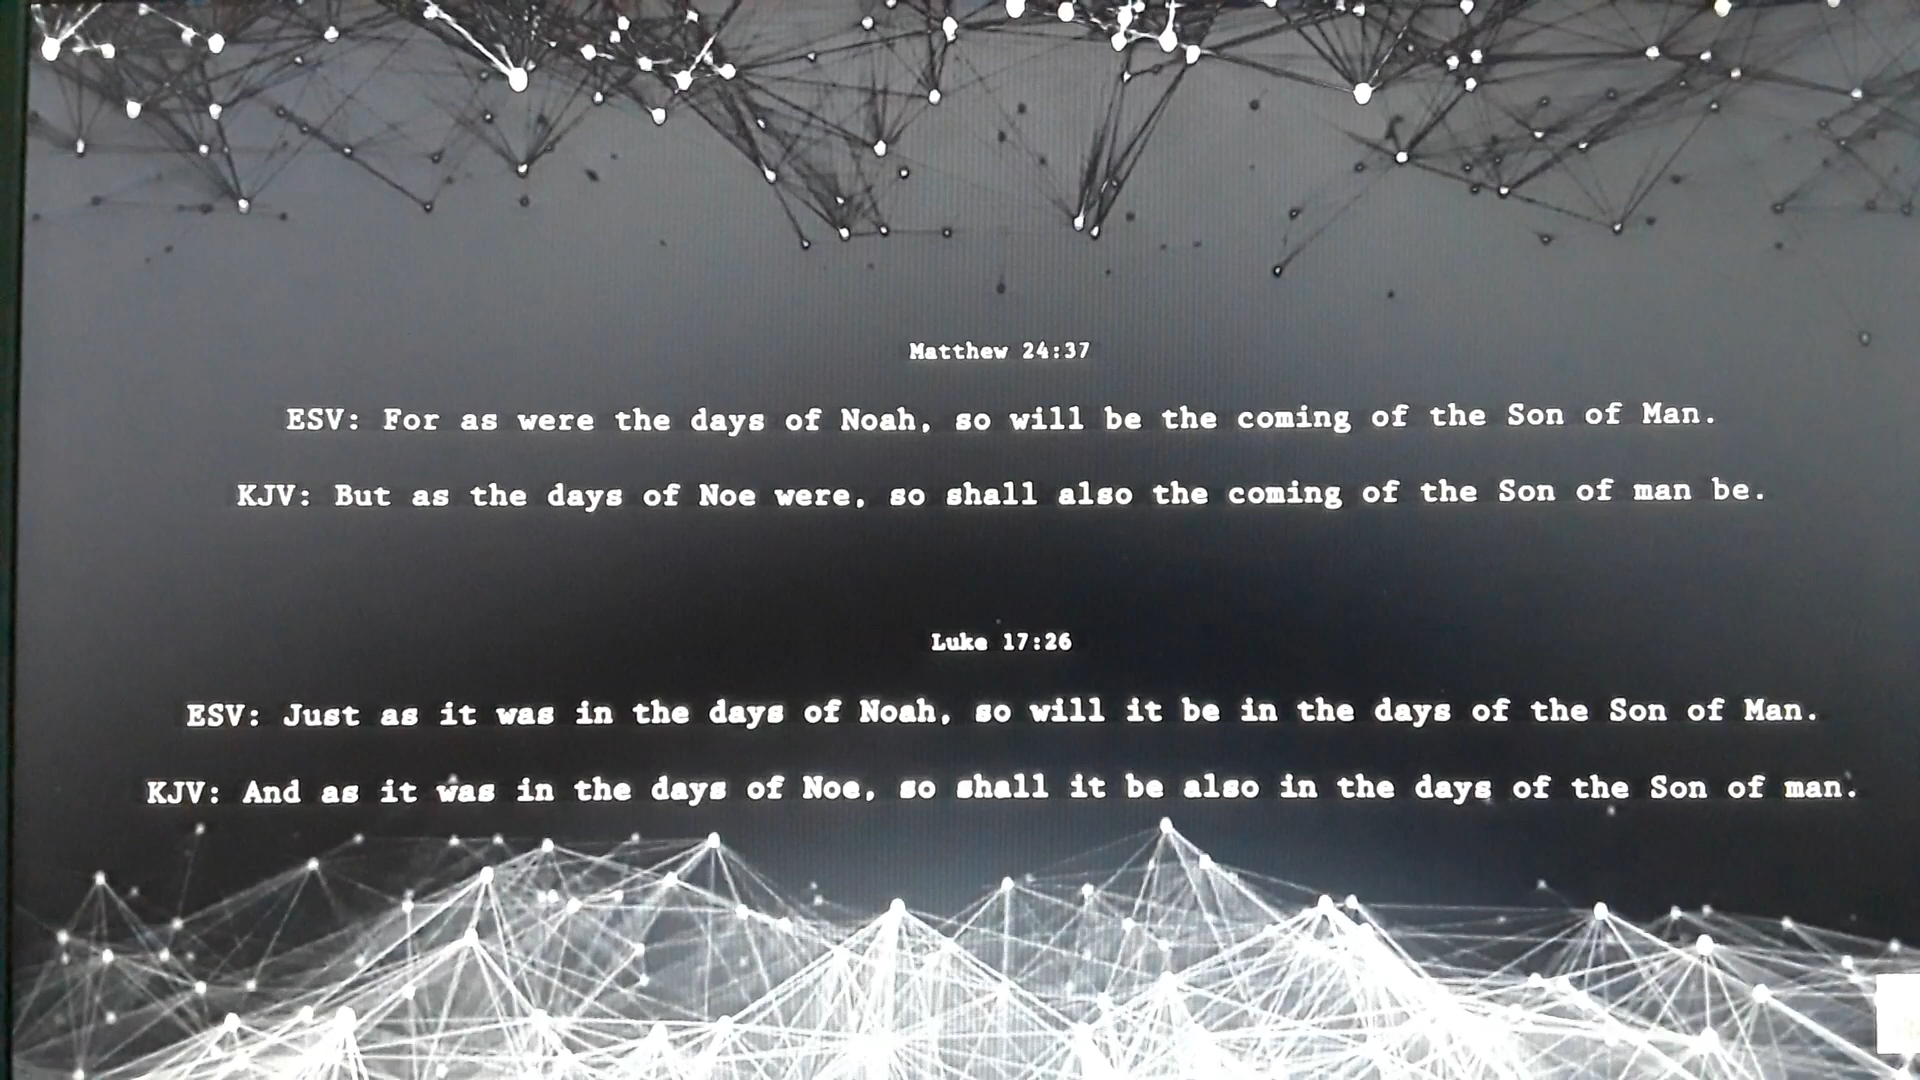 Matthew 24:37
ESV: For as were the days of Noah, so will be the coming of the Son of Man.
KJV: But as the days of Noe were, so shall also the coming of the Son of man be.
Luke 17:26
ESV: Just as it was in the days of Noah, so will it be in the days of the Son of Man.
KJV: And as it was in the days of Noe, so shall it be also in the days of the Son of man.